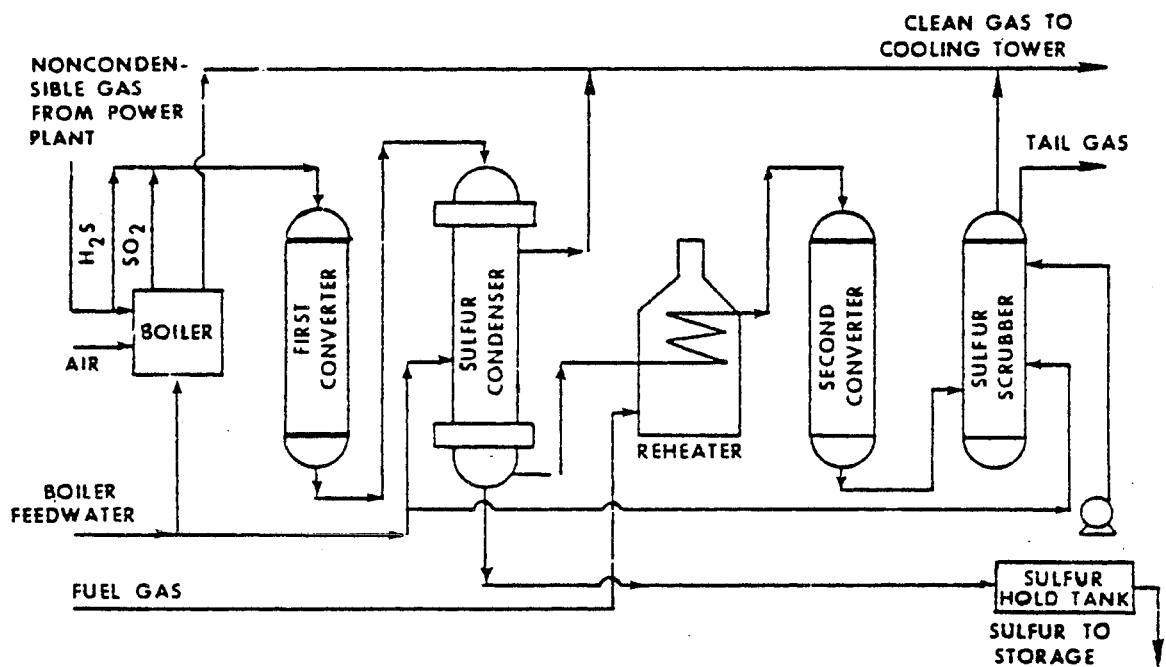 CLEAN GAS TO
COOLING TOWER
NONCONDEN-
SIBLE GAS
FROM POWER
PLANT
TAIL GAS
H2S
SO2
BOILER
AIR
FIRST
CONVERTER
SULFUR
CONDENSER
REHEATER
SECOND
CONVERTER
SULFUR
SCRUBBER
BOILER
FEEDWATER
FUEL GAS
SULFUR
HOLD TANK
SULFUR TO
STORAGE